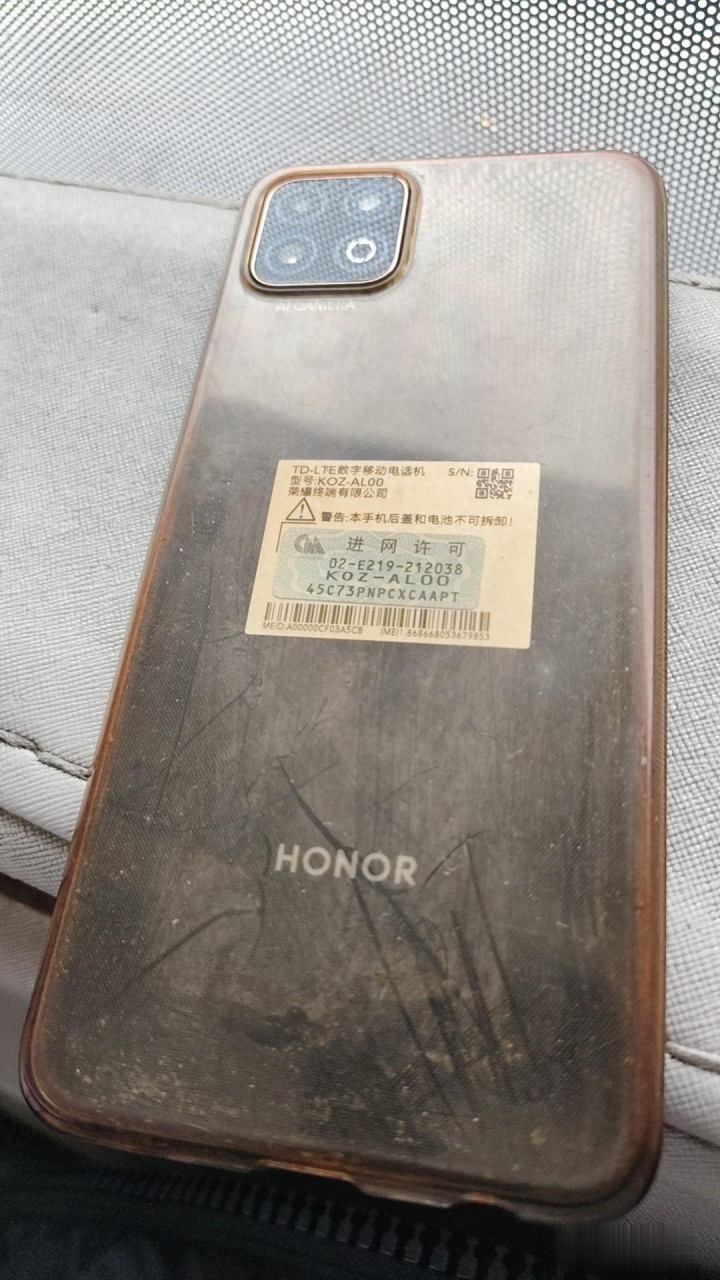 AI CAMERA
TD-LTE数字移动电话机 S/N:
型号:KOZ-AL00
荣耀终端有限公司
警告:本手机后盖和电池不可拆卸!
进网许可
02-E219-212038
KOZ-AL00
45C73PNPCXCAAPT
MEID:A00000CF03A5CB IMEI1:868668053679853
HONOR